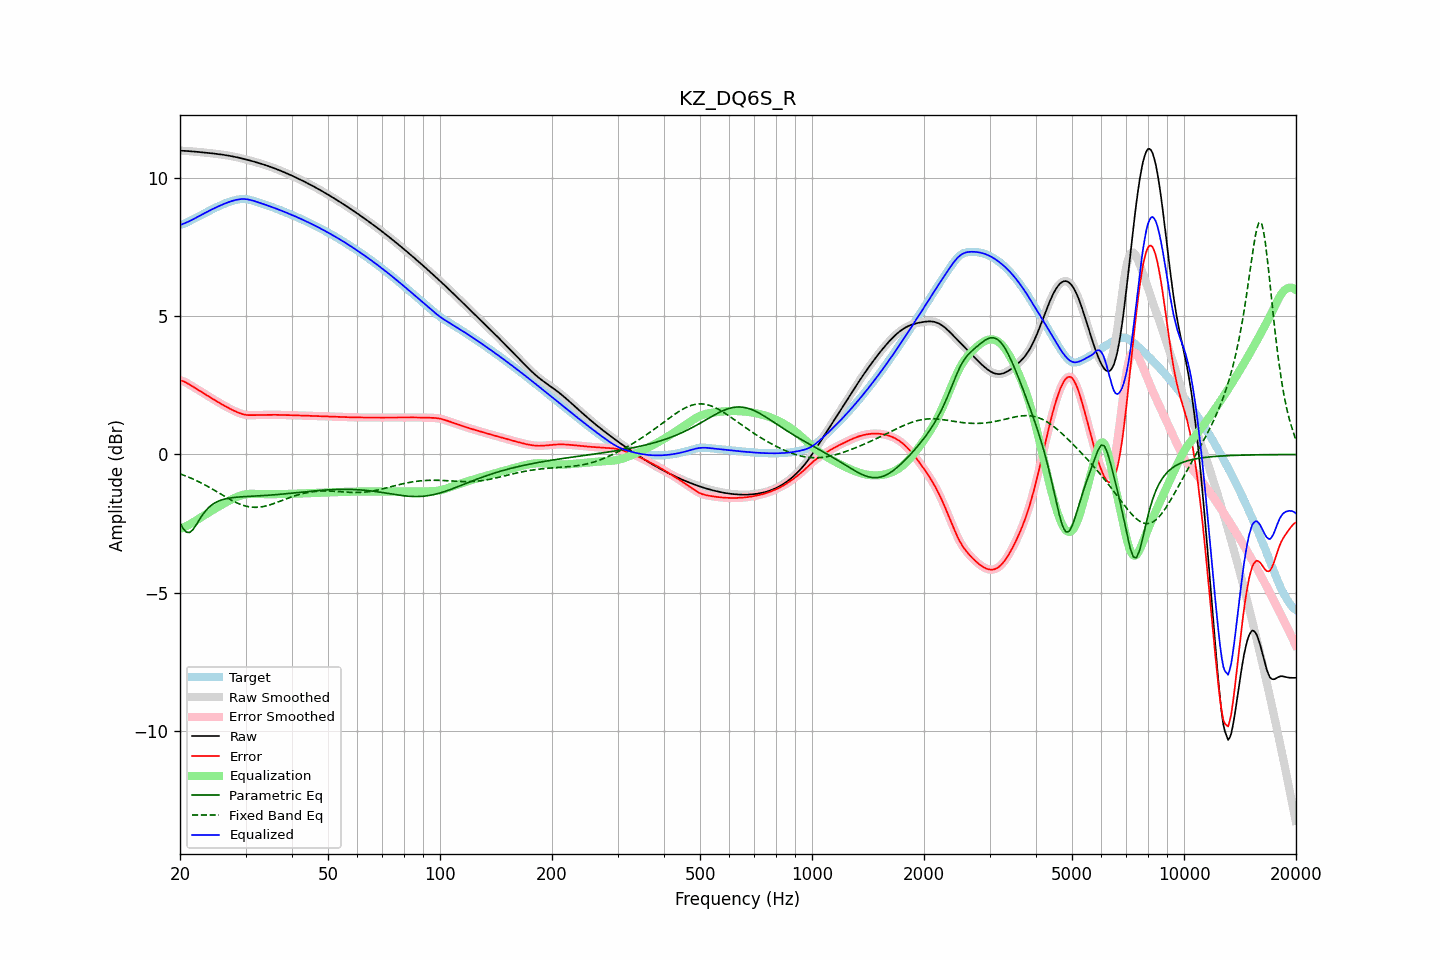 KZ_DQ6S_R
Amplitude (dBr)
10
5
0
−5
−10
Target
Raw Smoothed
Error Smoothed
Raw
Error
Equalization
Parametric Eq
Fixed Band Eq
Equalized
20 50 100 200 500 1000 2000 5000 10000 20000
Frequency (Hz)